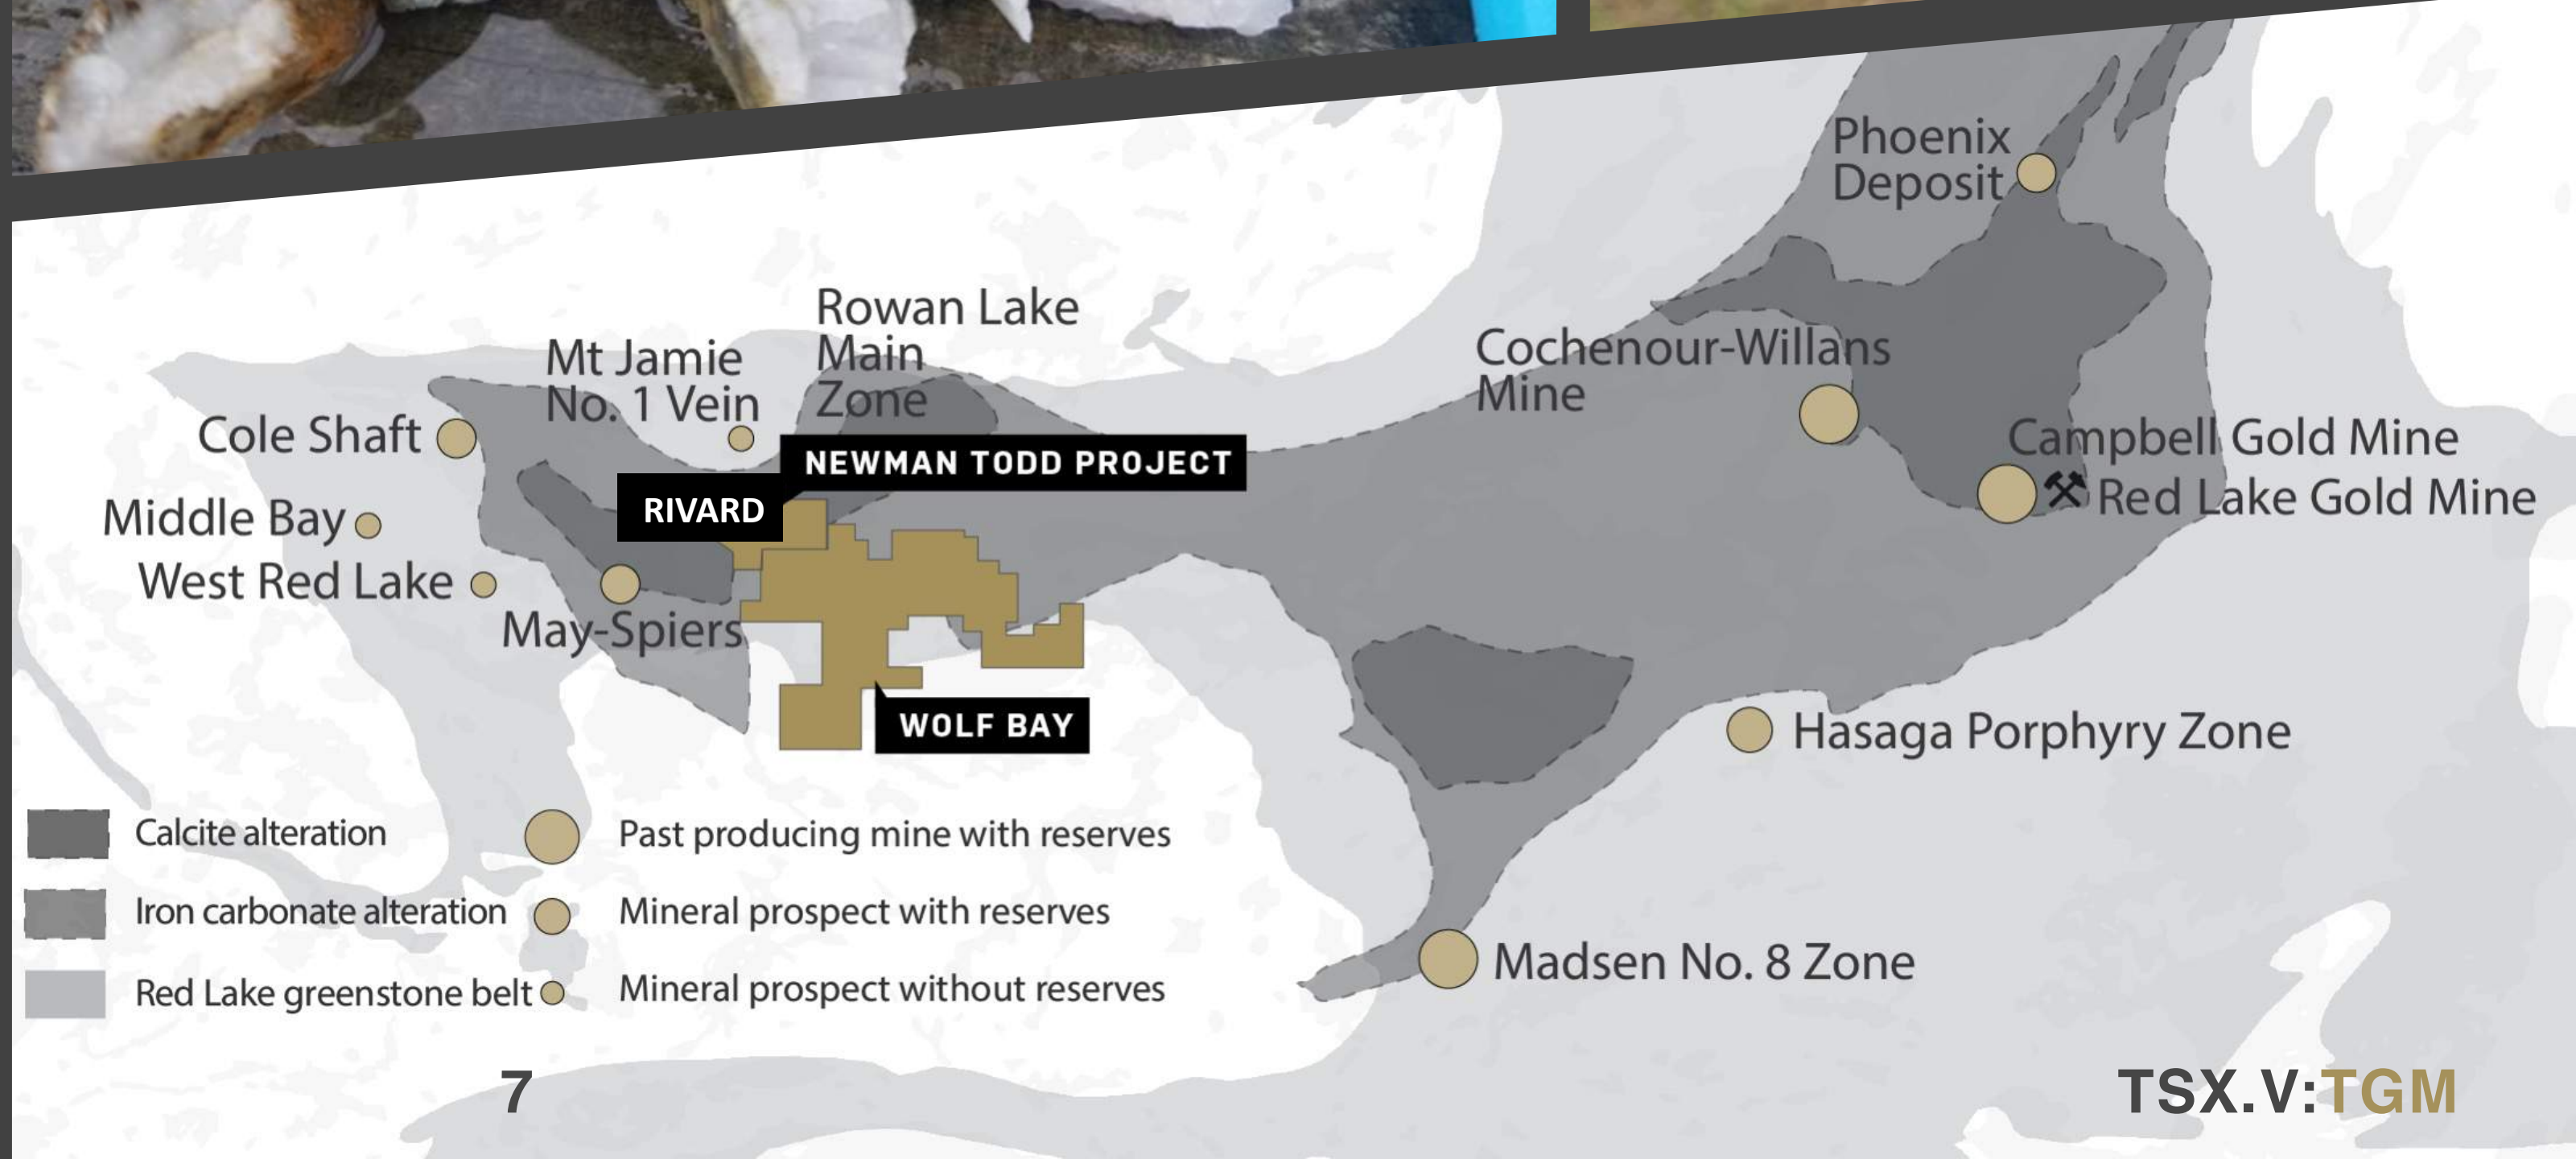 Phoenix
Deposit
Rowan Lake
Main
Zone
Mt Jamie
No. 1 Vein
Cochenour-Willans
Mine
Cole Shaft
Campbell Gold Mine
NEWMAN TODD PROJECT
Red Lake Gold Mine
RIVARD
Middle Bay
West Red Lake
May-Spiers
WOLF BAY
Hasaga Porphyry Zone
Madsen No. 8 Zone
Calcite alteration
Iron carbonate alteration
Red Lake greenstone belt
Past producing mine with reserves
Mineral prospect with reserves
Mineral prospect without reserves
7
TSX.V:TGM